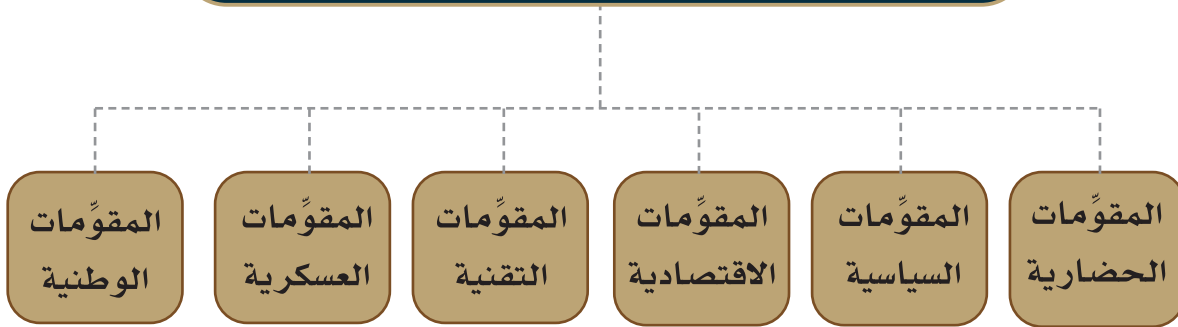 المقوِّمات
الحضارية
المقوِّمات
السياسية
المقوِّمات
الاقتصادية
المقوِّمات
التقنية
المقوِّمات
العسكرية
المقوِّمات
الوطنية